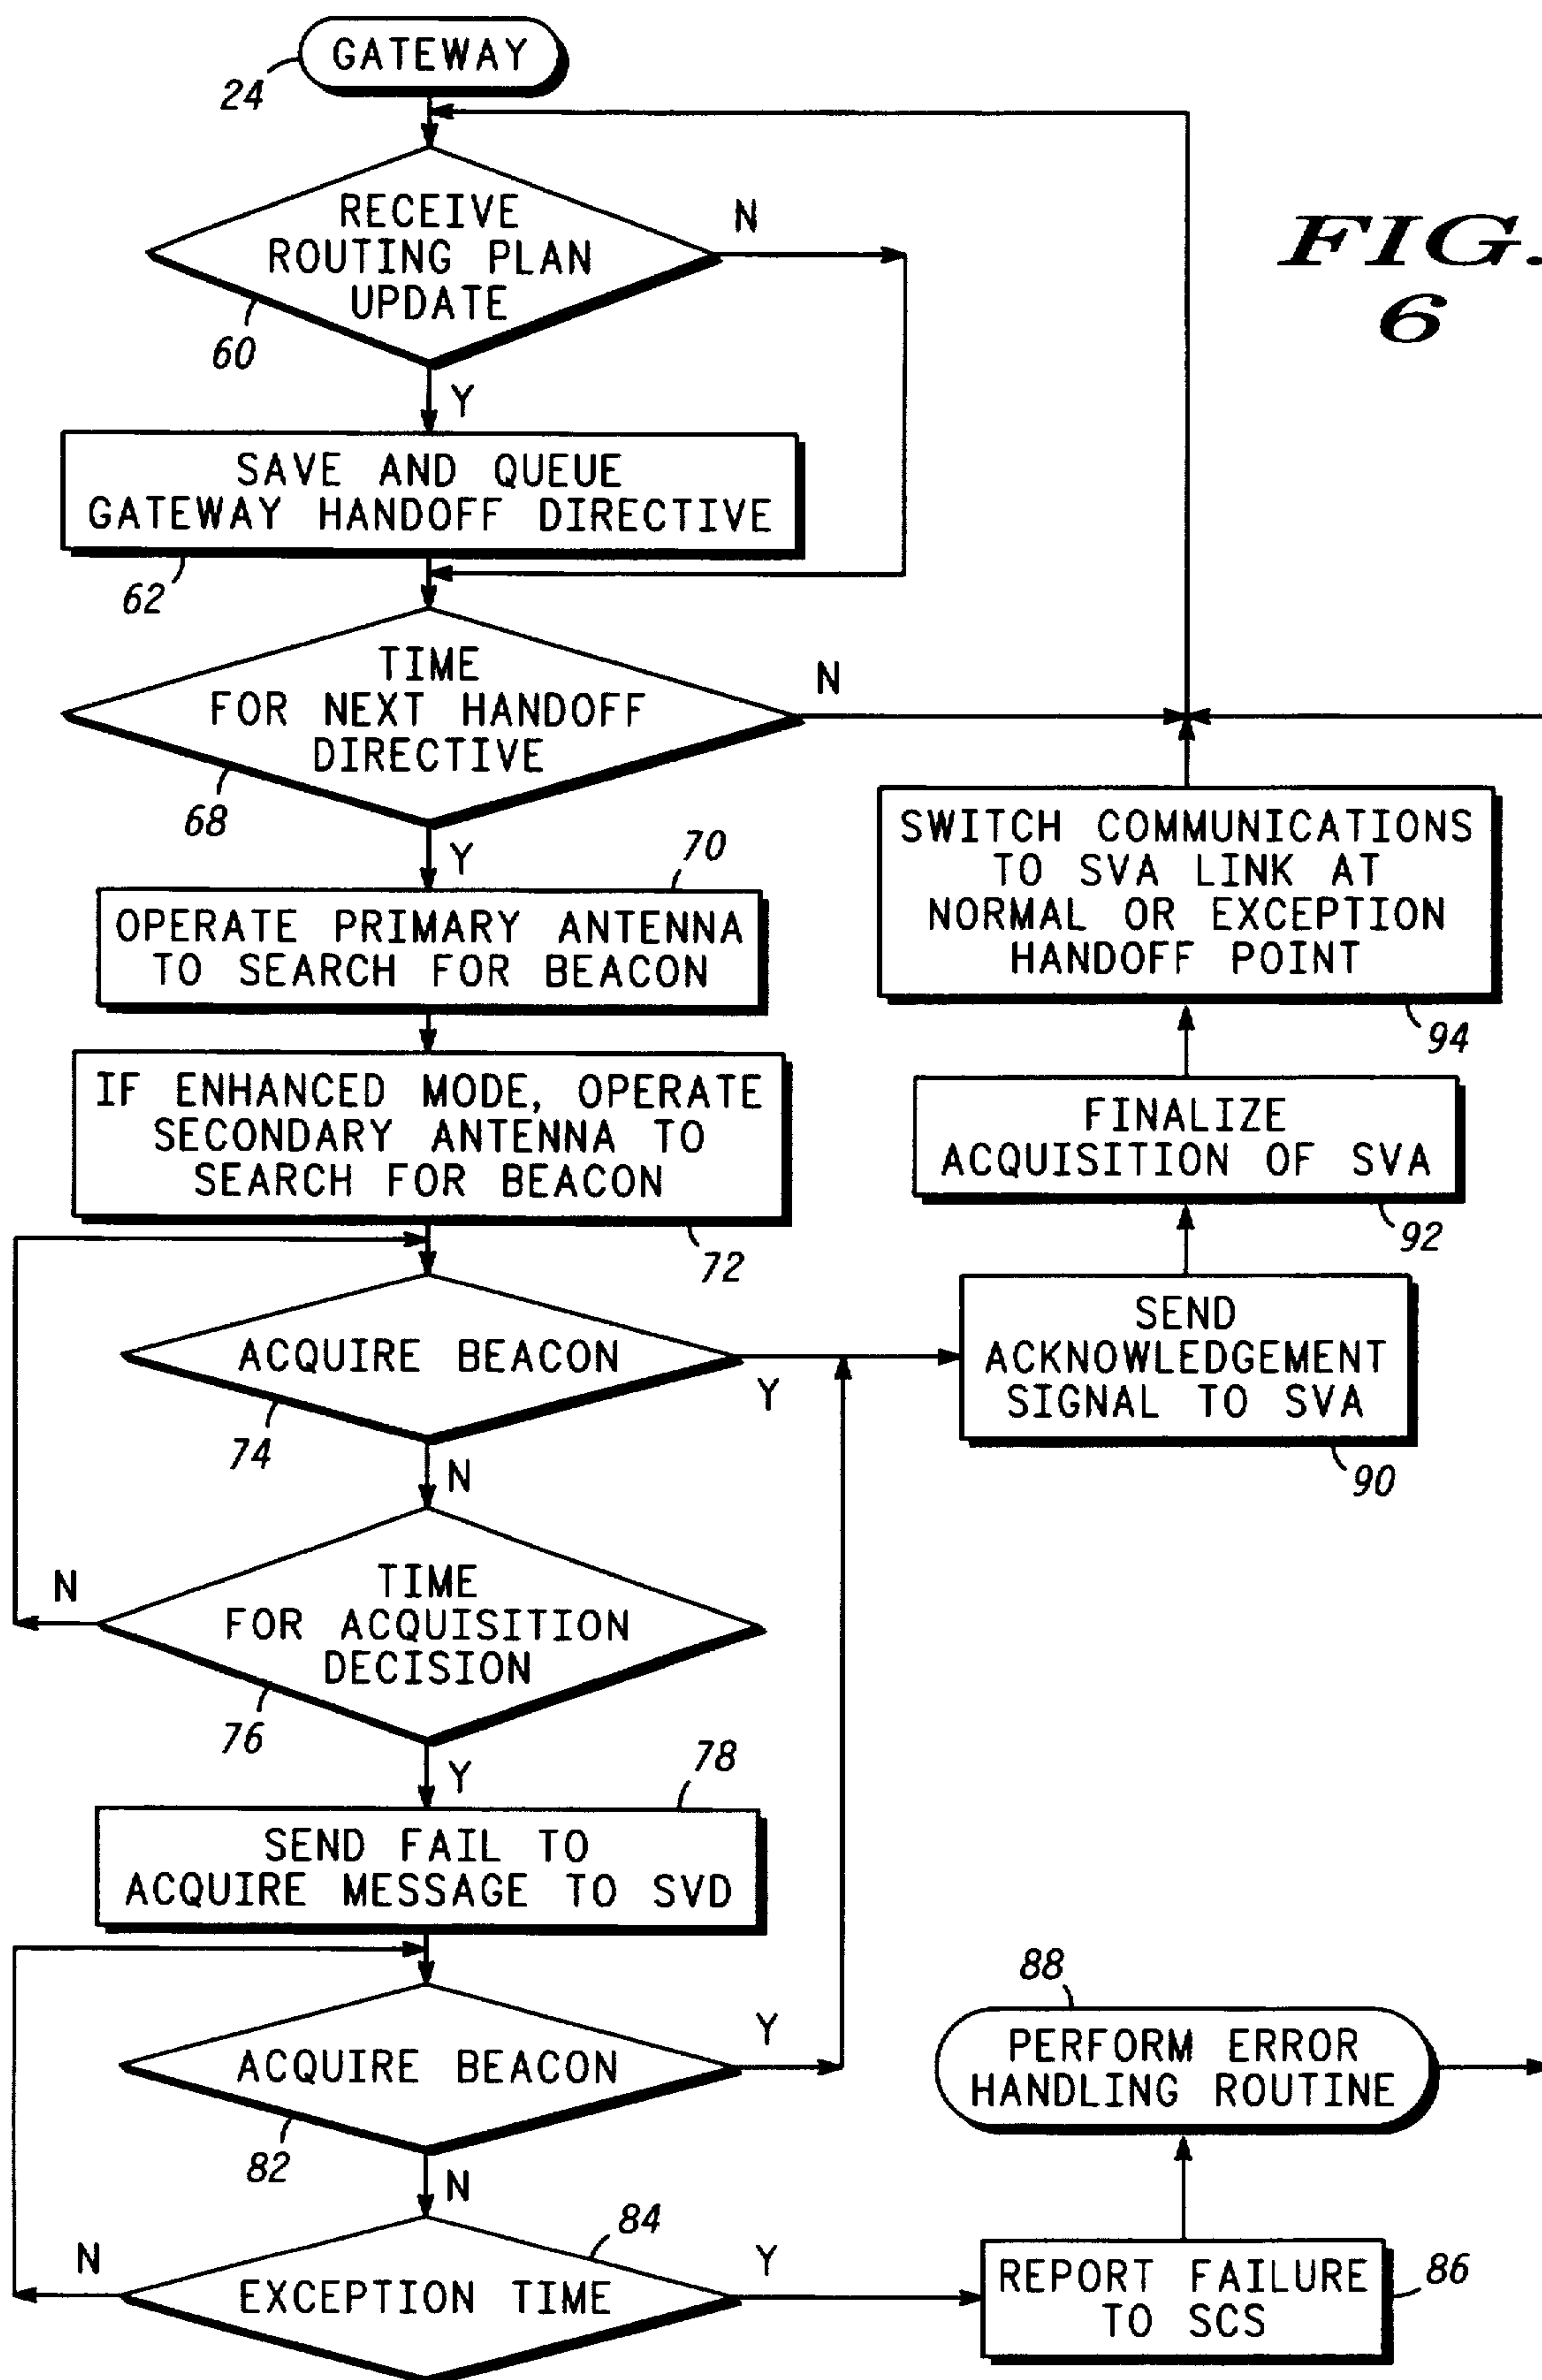 GATEWAY
24
FIG.
6
RECEIVE
ROUTING PLAN
UPDATE
N
60
Y
SAVE AND QUEUE
GATEWAY HANDOFF DIRECTIVE
62
TIME
FOR NEXT HANDOFF
DIRECTIVE
N
68
Y
70
OPERATE PRIMARY ANTENNA
TO SEARCH FOR BEACON
IF ENHANCED MODE, OPERATE
SECONDARY ANTENNA TO
SEARCH FOR BEACON
72
ACQUIRE BEACON
Y
74
N
TIME
FOR ACQUISITION
DECISION
N
76
Y
78
SEND FAIL TO
ACQUIRE MESSAGE TO SVD
ACQUIRE BEACON
Y
82
N
84
EXCEPTION TIME
N
Y
REPORT FAILURE
TO SCS
86
88
PERFORM ERROR
HANDLING ROUTINE
SEND
ACKNOWLEDGEMENT
SIGNAL TO SVA
90
FINALIZE
ACQUISITION OF SVA
92
SWITCH COMMUNICATIONS
TO SVA LINK AT
NORMAL OR EXCEPTION
HANDOFF POINT
94